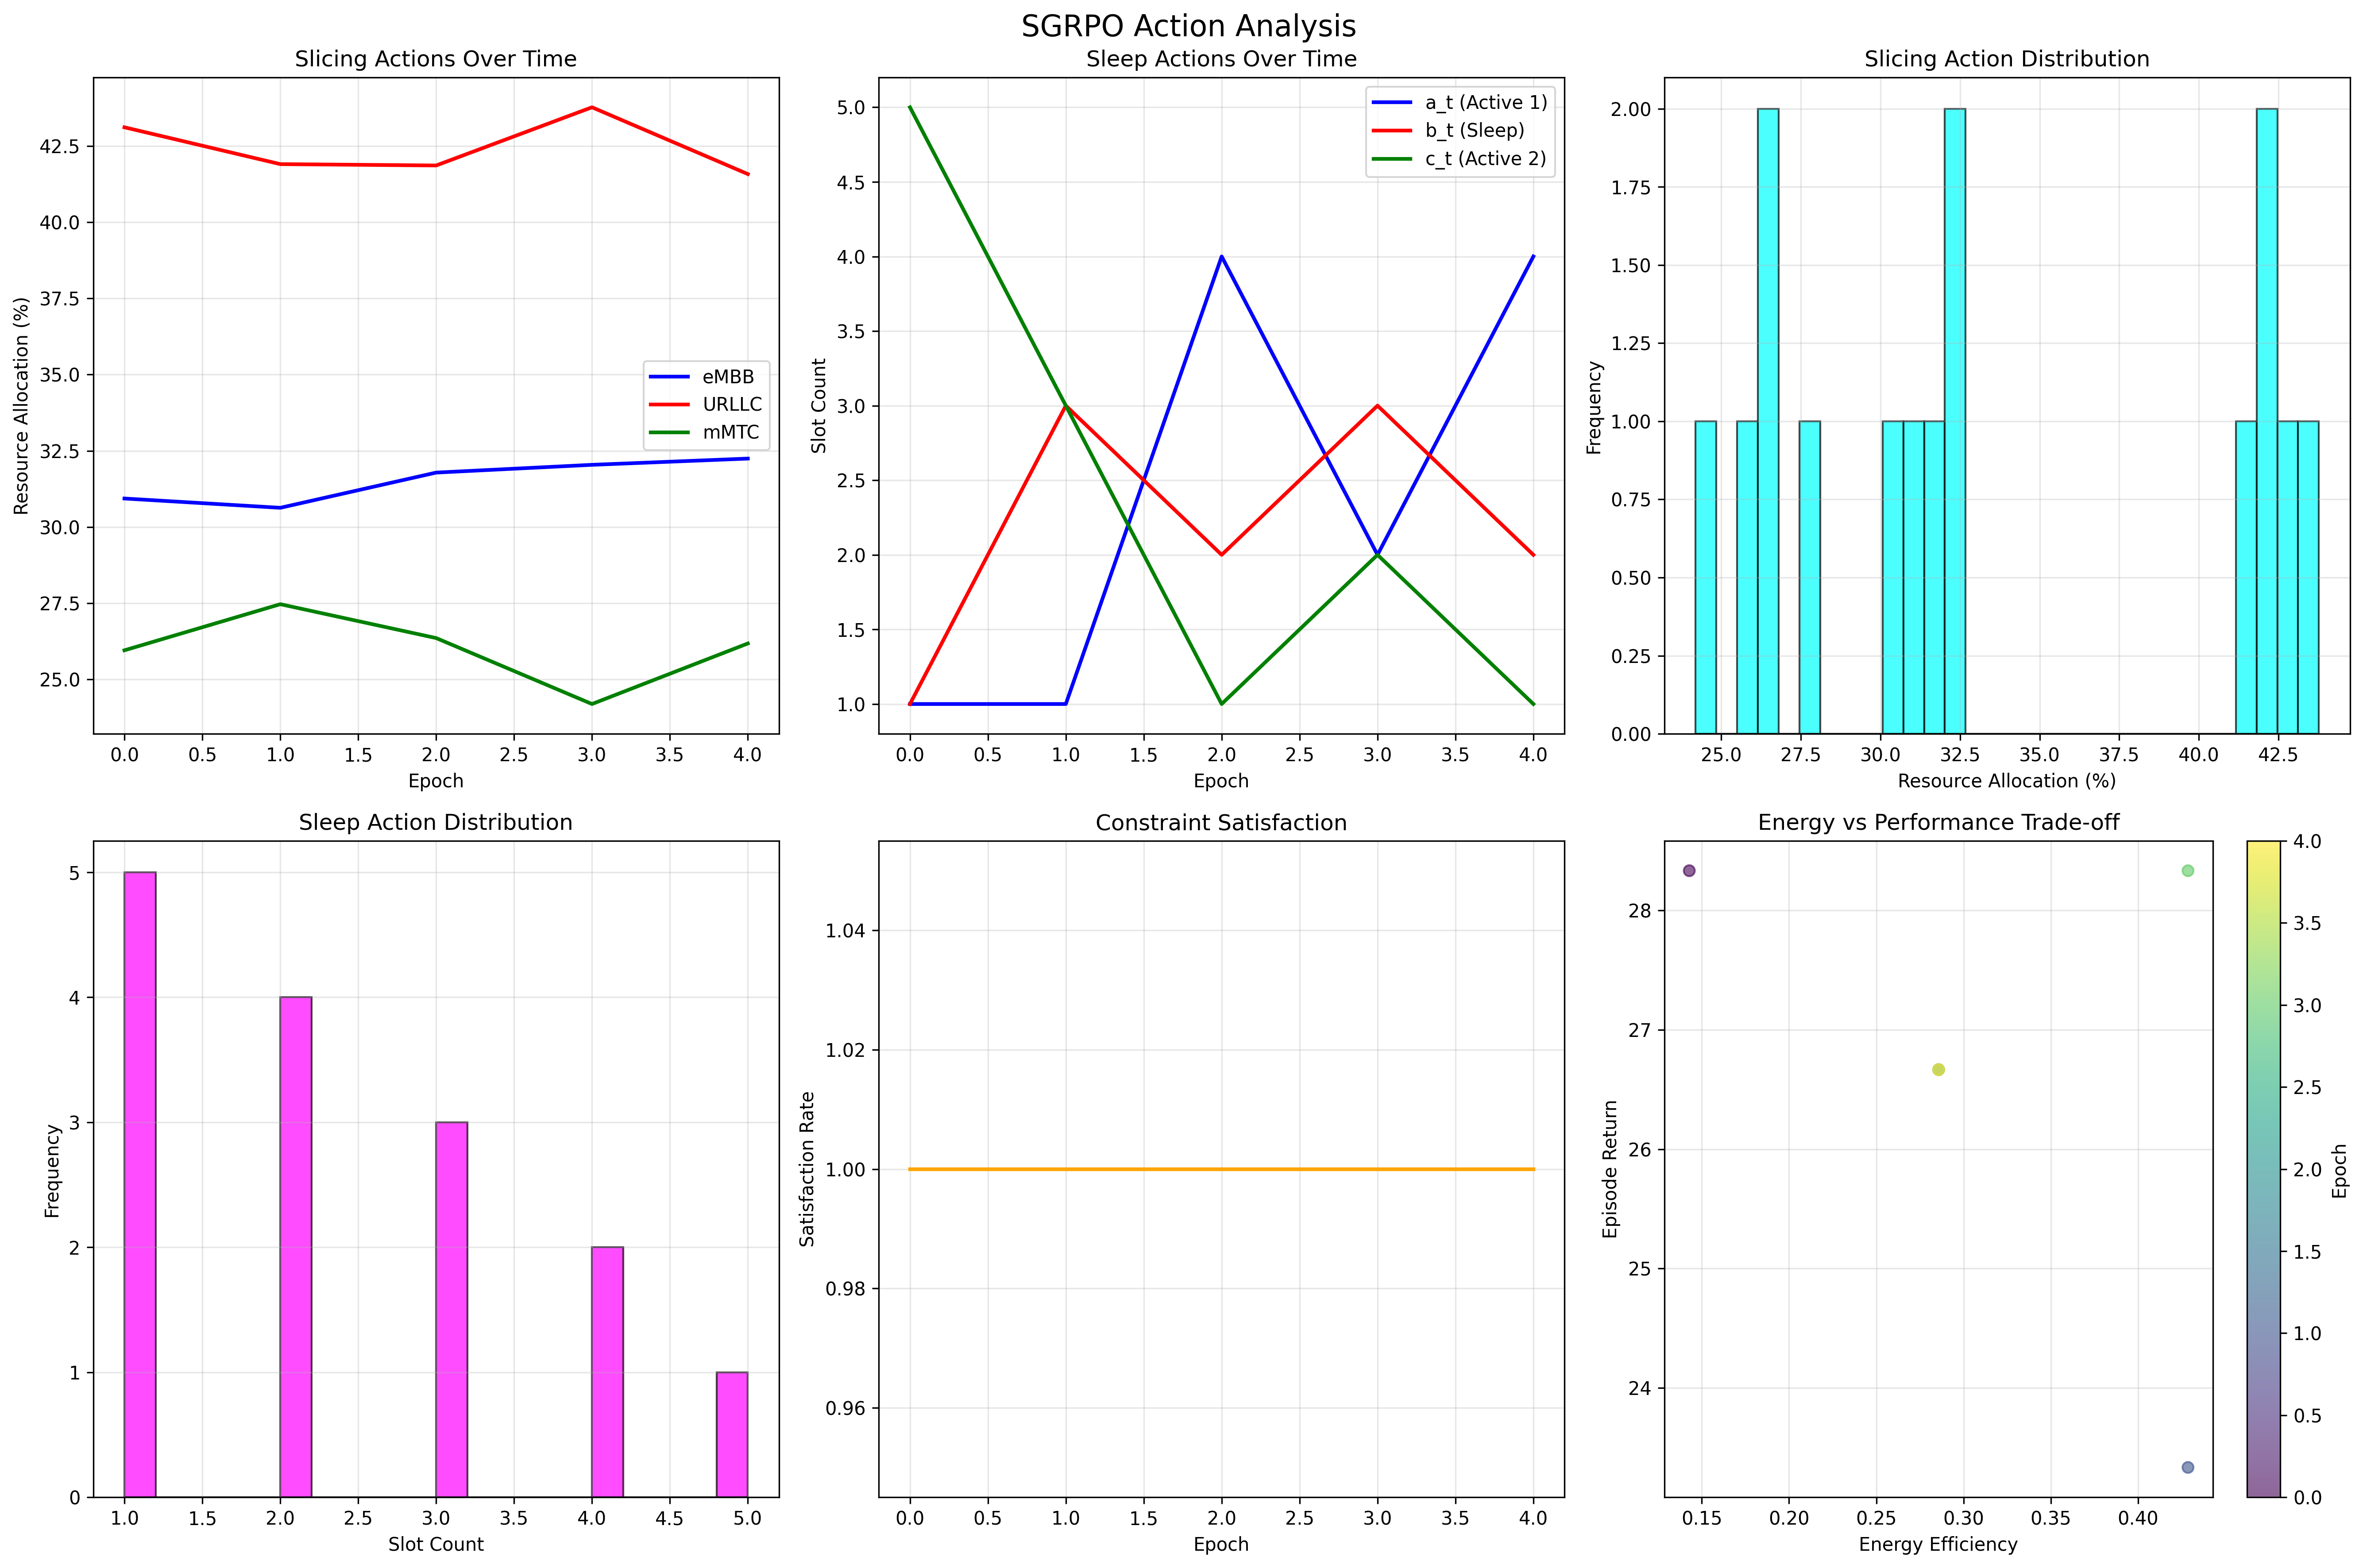 SGRPO Action Analysis
Slicing Actions Over Time
Resource Allocation (%)
42.5
40.0
37.5
35.0
32.5
30.0
27.5
25.0
eMBB
URLLC
mMTC
0.0 0.5 1.0 1.5 2.0 2.5 3.0 3.5 4.0
Epoch
Sleep Actions Over Time
Slot Count
5.0
4.5
4.0
3.5
3.0
2.5
2.0
1.5
1.0
a_t (Active 1)
b_t (Sleep)
c_t (Active 2)
0.0 0.5 1.0 1.5 2.0 2.5 3.0 3.5 4.0
Epoch
Slicing Action Distribution
Frequency
2.00
1.75
1.50
1.25
1.00
0.75
0.50
0.25
0.00
25.0 27.5 30.0 32.5 35.0 37.5 40.0 42.5
Resource Allocation (%)
Sleep Action Distribution
Frequency
5
4
3
2
1
0
1.0 1.5 2.0 2.5 3.0 3.5 4.0 4.5 5.0
Slot Count
Constraint Satisfaction
Satisfaction Rate
1.04
1.02
1.00
0.98
0.96
0.0 0.5 1.0 1.5 2.0 2.5 3.0 3.5 4.0
Epoch
Energy vs Performance Trade-off
Episode Return
28
27
26
25
24
0.15 0.20 0.25 0.30 0.35 0.40
Energy Efficiency
4.0
3.5
3.0
2.5
2.0
1.5
1.0
0.5
0.0
Epoch